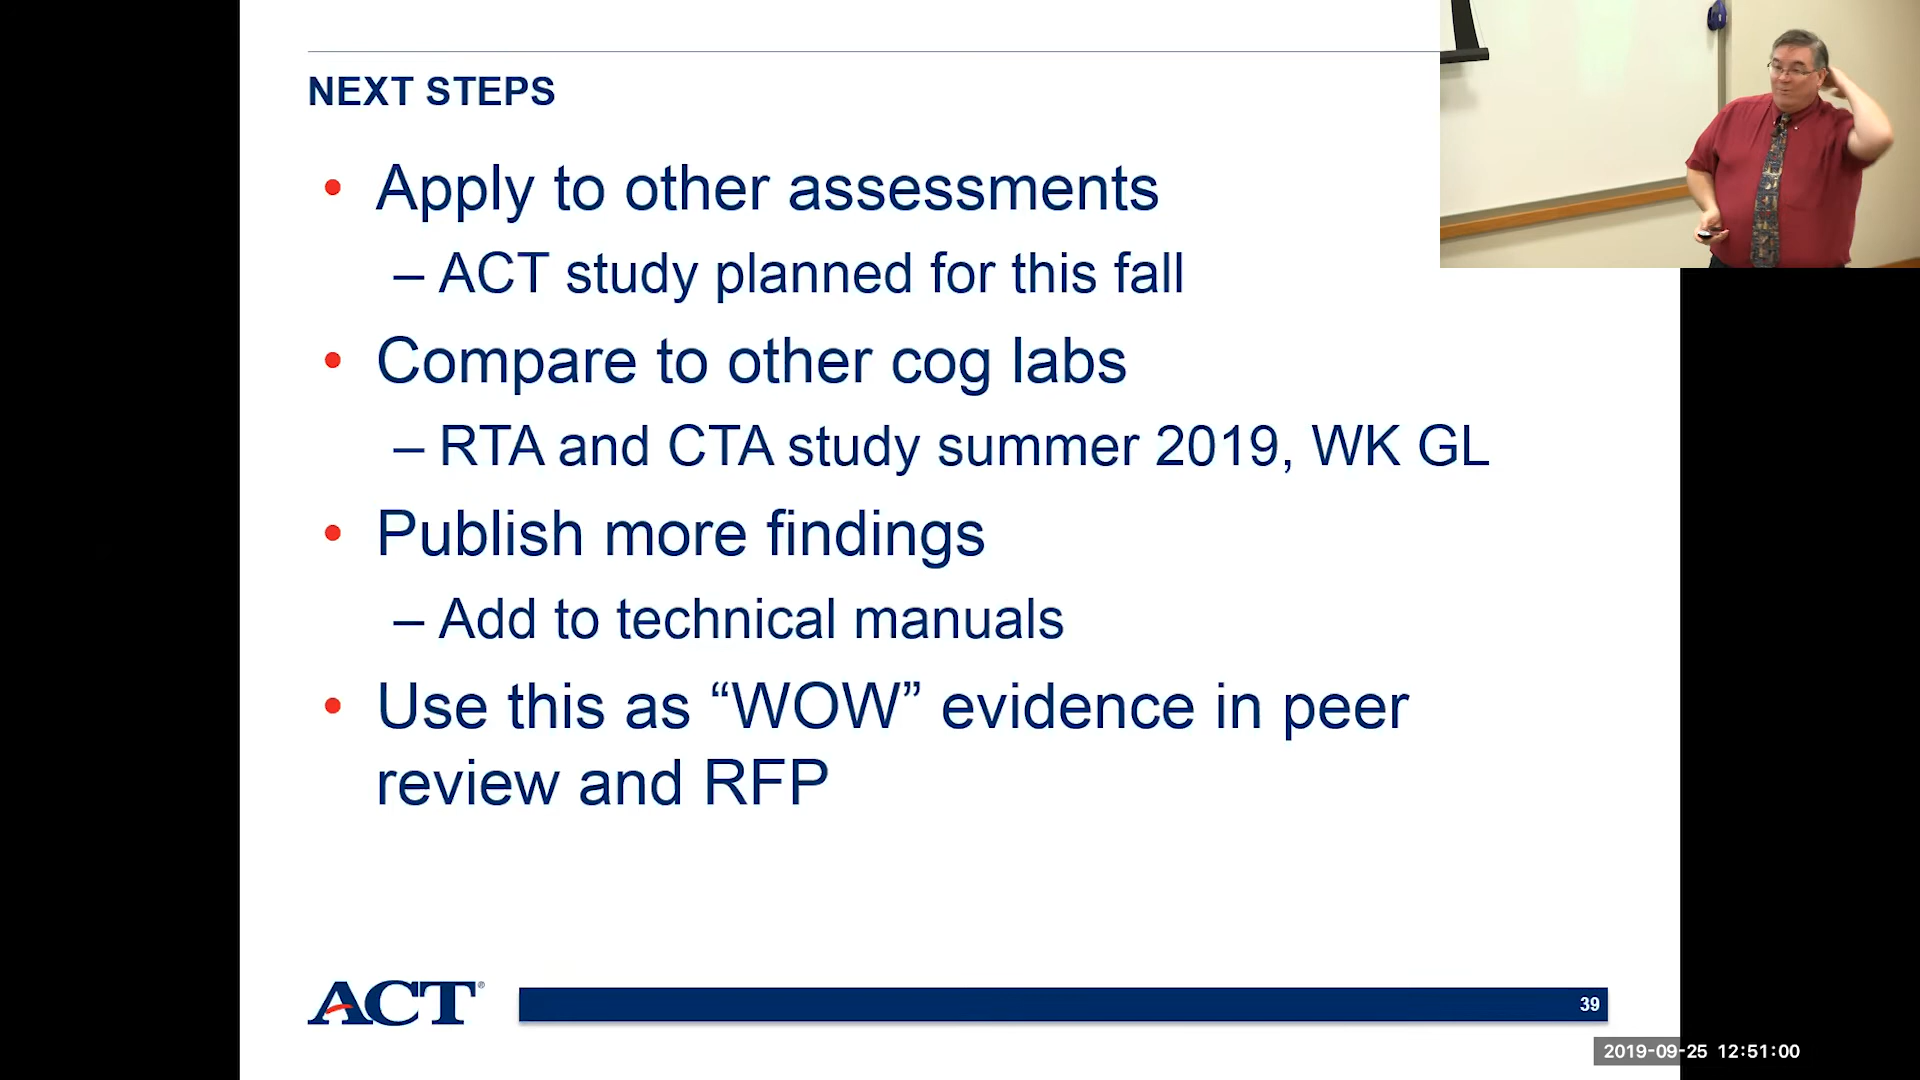 NEXT STEPS
• Apply to other assessments
– ACT study planned for this fall
• Compare to other cog labs
– RTA and CTA study summer 2019, WK GL
• Publish more findings
– Add to technical manuals
• Use this as “WOW” evidence in peer
review and RFP
ACT®
39
2019-09-25 12:51:00